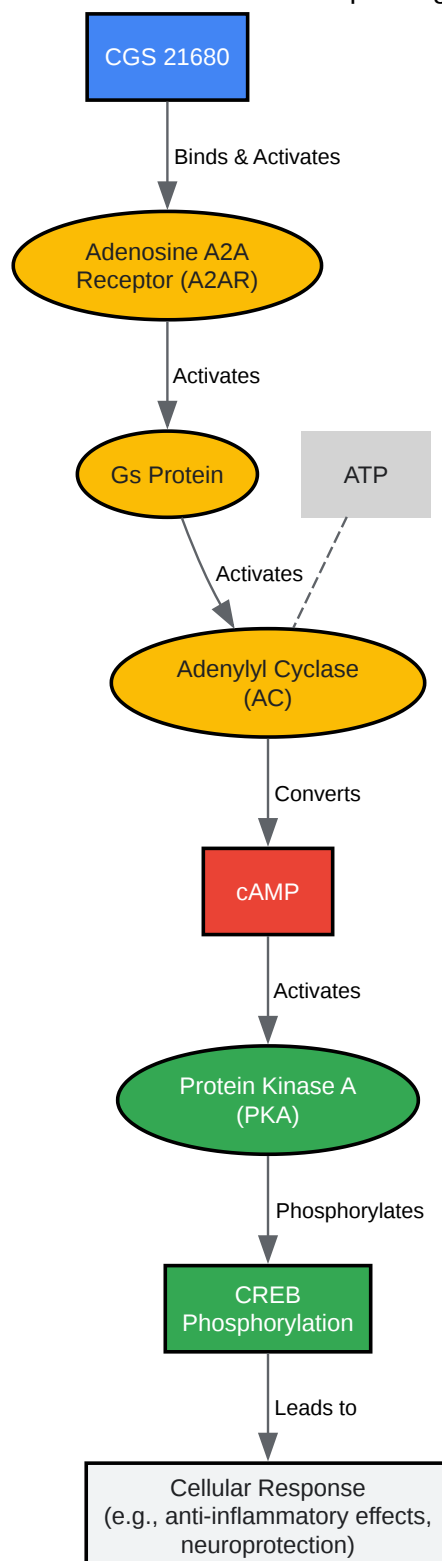 CGS 21680
Binds & Activates
Adenosine A2A
Receptor (A2AR)
Activates
Gs Protein
ATP
Activates
Adenylyl Cyclase
(AC)
Converts
cAMP
Activates
Protein Kinase A
(PKA)
Phosphorylates
CREB
Phosphorylation
Leads to
Cellular Response
(e.g., anti-inflammatory effects,
neuroprotection)